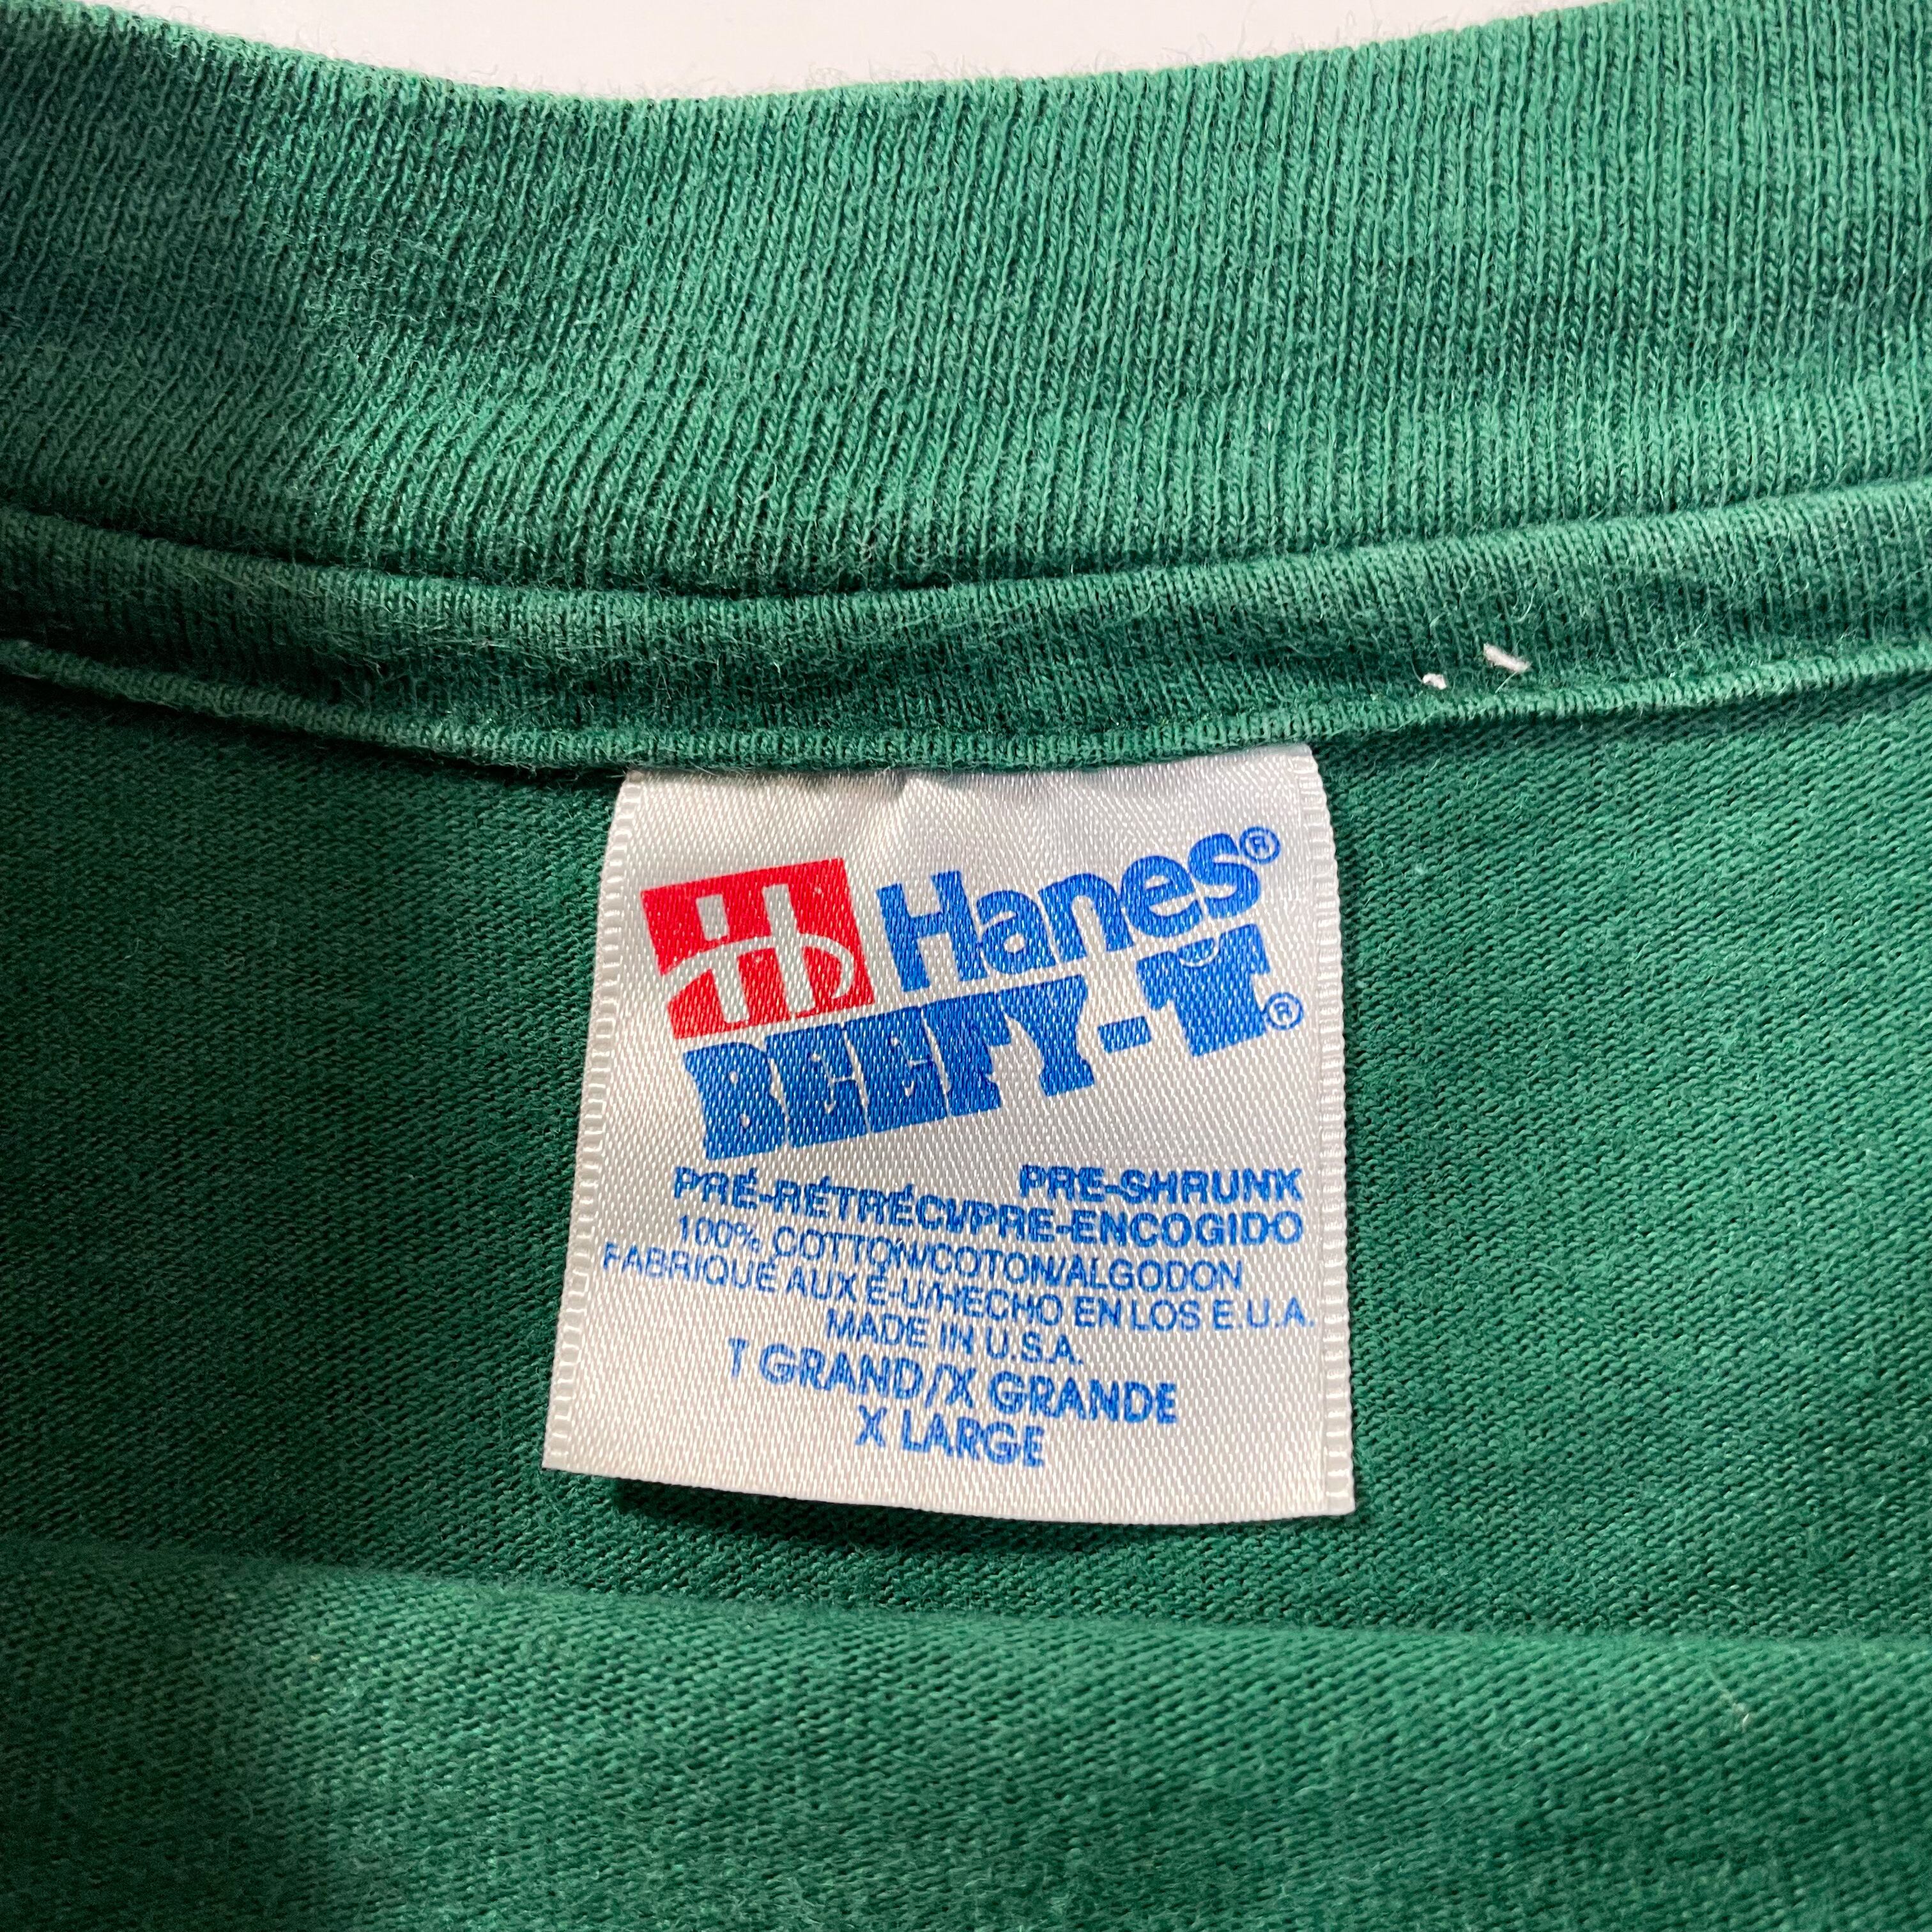 Hanes®
BEEFY-T®
PRE-SHRUNK
PRÉ-RÉTRÉCI/PRE-ENCOGIDO
100% COTTON/COTON/ALGODON
FABRIQUÉ AUX É-U/HECHO EN LOS E.U.A.
MADE IN U.S.A.
T GRAND/X GRANDE
X LARGE